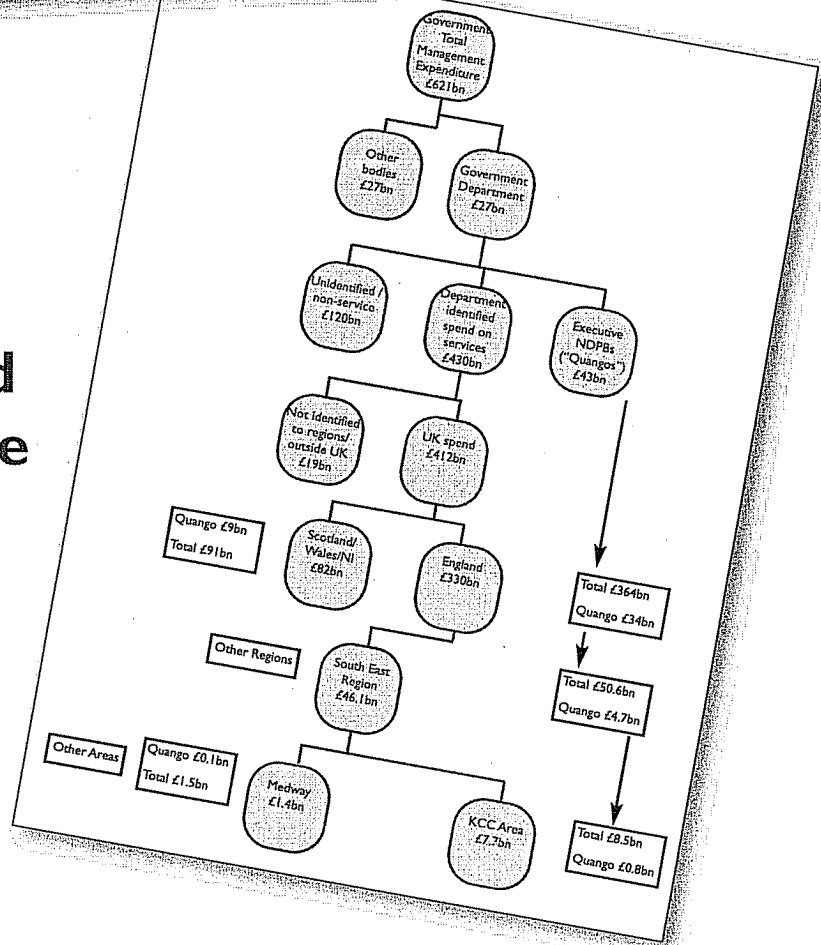 Government
Total
Management
Expenditure
£621bn
Other
bodies
£27bn
Government
Department
£27bn
Unidentified /
non-service
£120bn
Department
identified
spend on
services
£430bn
Executive
NDPBs
("Quangos")
£43bn
Not identified
to regions/
outside UK
£19bn
UK spend
£412bn
Quango £9bn
Total £91bn
Scotland/
Wales/NI
£82bn
England
£330bn
Total £364bn
Quango £34bn
Other Regions
South East
Region
£46.1bn
Total £50.6bn
Quango £4.7bn
Other Areas
Quango £0.1bn
Total £1.5bn
Medway
£1.4bn
KCC Area
£7.7bn
Total £8.5bn
Quango £0.8bn